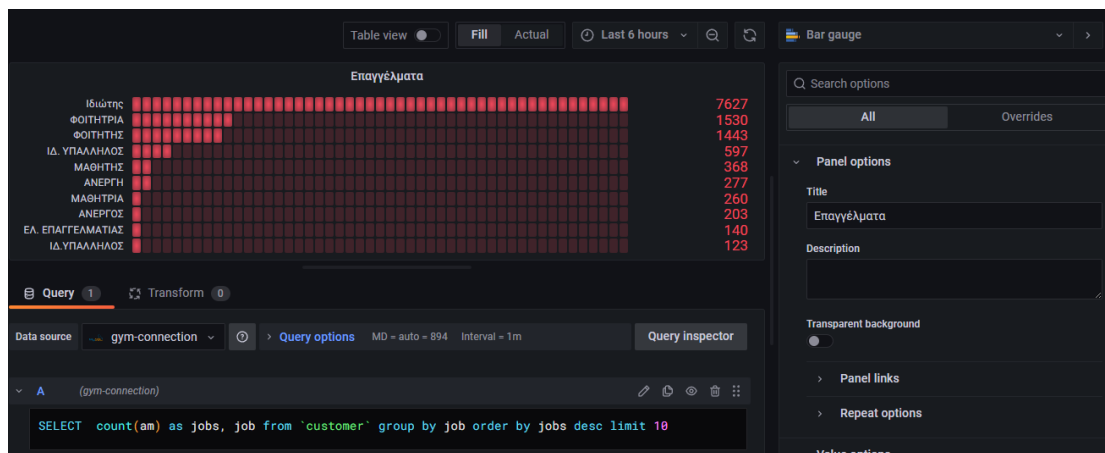 Table view Fill Actual Last 6 hours
Bar gauge
Επαγγέλματα
Ιδιώτης 7627
ΦΟΙΤΗΤΡΙΑ 1530
ΦΟΙΤΗΤΗΣ 1443
ΙΔ. ΥΠΑΛΛΗΛΟΣ 597
ΜΑΘΗΤΗΣ 368
ΑΝΕΡΓΗ 277
ΜΑΘΗΤΡΙΑ 260
ΑΝΕΡΓΟΣ 203
ΕΛ. ΕΠΑΓΓΕΛΜΑΤΙΑΣ 140
ΙΔ.ΥΠΑΛΛΗΛΟΣ 123
Query 1 Transform 0
Data source gym-connection Query options MD = auto = 894 Interval = 1m Query inspector
A (gym-connection)
SELECT count(am) as jobs, job from `customer` group by job order by jobs desc limit 10
Search options
All Overrides
Panel options
Title
Επαγγέλματα
Description
Transparent background
Panel links
Repeat options
Value options